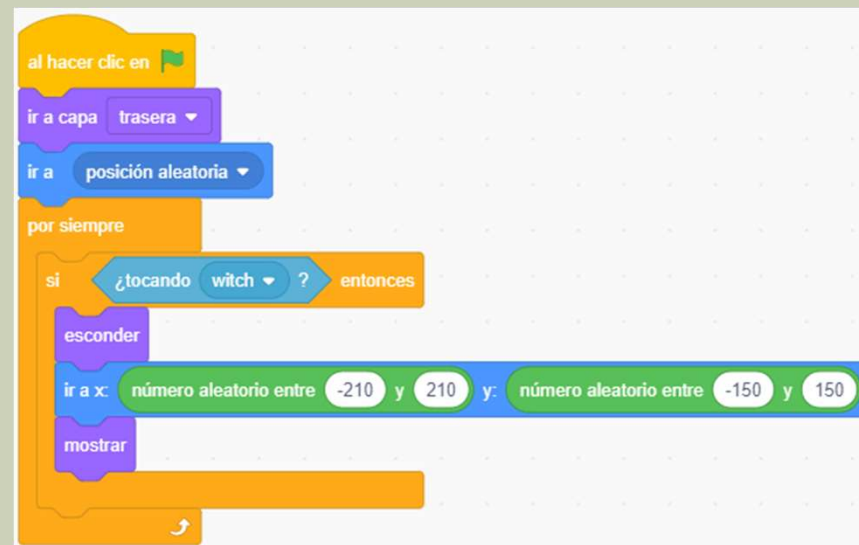 al hacer clic en
ir a capa trasera
ir a posición aleatoria
por siempre
si ¿tocando witch ? entonces
esconder
ir a x: número aleatorio entre -210 y 210 y: número aleatorio entre -150 y 150
mostrar